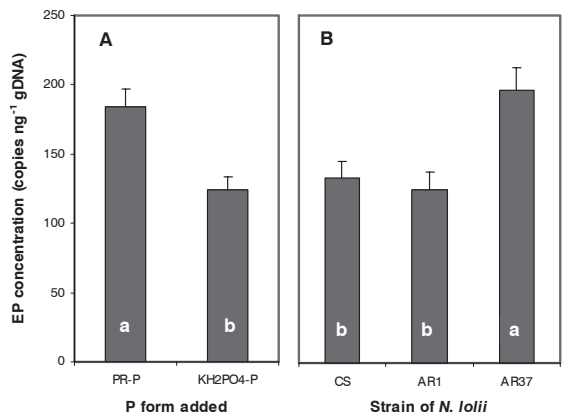 EP concentration (copies ng-1 gDNA)
250
200
150
100
50
0
A
a
b
PR-P
KH2PO4-P
P form added
B
b
b
a
CS
AR1
AR37
Strain of N. lolii